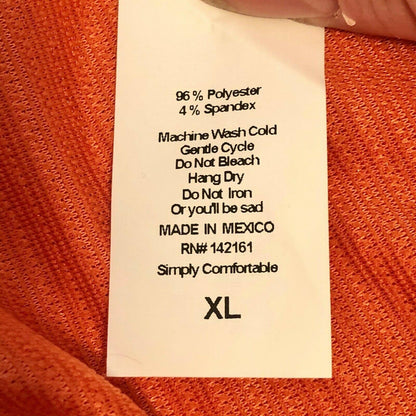 96 % Polyester
4 % Spandex
Machine Wash Cold
Gentle Cycle
Do Not Bleach
Hang Dry
Do Not Iron
Or you'll be sad
MADE IN MEXICO
RN# 142161
Simply Comfortable
XL